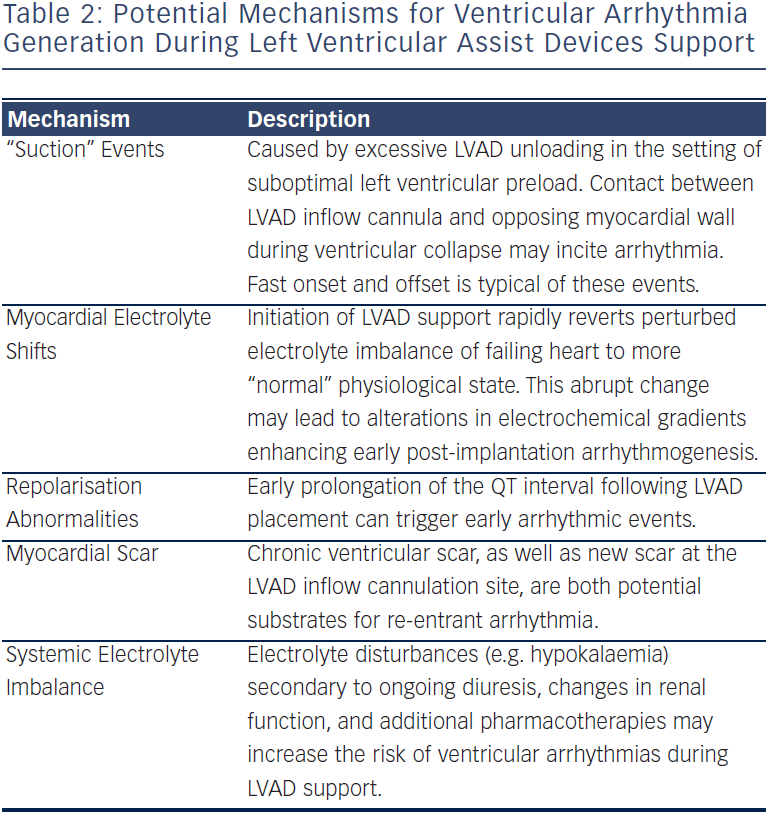 Table 2: Potential Mechanisms for Ventricular Arrhythmia
Generation During Left Ventricular Assist Devices Support
Mechanism Description
“Suction” Events Caused by excessive LVAD unloading in the setting of
suboptimal left ventricular preload. Contact between
LVAD inflow cannula and opposing myocardial wall
during ventricular collapse may incite arrhythmia.
Fast onset and offset is typical of these events.
Myocardial Electrolyte Initiation of LVAD support rapidly reverts perturbed
Shifts electrolyte imbalance of failing heart to more
“normal” physiological state. This abrupt change
may lead to alterations in electrochemical gradients
enhancing early post-implantation arrhythmogenesis.
Repolarisation Early prolongation of the QT interval following LVAD
Abnormalities placement can trigger early arrhythmic events.
Myocardial Scar Chronic ventricular scar, as well as new scar at the
LVAD inflow cannulation site, are both potential
substrates for re-entrant arrhythmia.
Systemic Electrolyte Electrolyte disturbances (e.g. hypokalaemia)
Imbalance secondary to ongoing diuresis, changes in renal
function, and additional pharmacotherapies may
increase the risk of ventricular arrhythmias during
LVAD support.